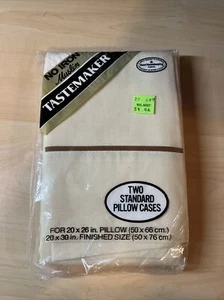 NO IRON
Muslin
TASTEMAKER
TWO
STANDARD
PILLOW CASES
FOR 20 x 26 in. PILLOW (50 x 66 cm.)
20 x 30 in. FINISHED SIZE (50 x 76 cm.)